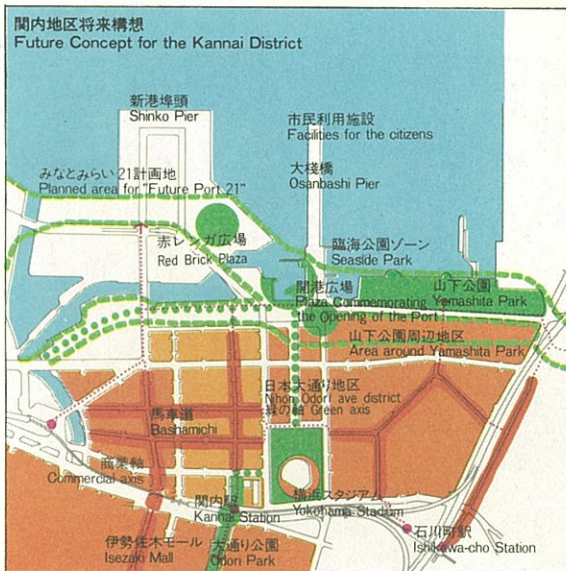 関内地区将来構想
Future Concept for the Kannai District
新港埠頭
Shinko Pier
市民利用施設
Facilities for the citizens
みなとみらい21計画地
Planned area for "Future Port 21"
大棧橋
Osanbashi Pier
赤レンガ広場
Red Brick Plaza
臨海公園ゾーン
Seaside Park
開港広場
Plaza Commemorating
the Opening of the Port
山下公園
Yamashita Park
山下公園周辺地区
Area around Yamashita Park
日本大通り地区
Nihon Odori ave district
緑の軸 Green axis
馬車道
Bashamichi
商業軸
Commercial axis
関内駅
Kannai Station
横浜スタジアム
Yokohama Stadium
石川町駅
Ishikawa-cho Station
伊勢佐木モール
Isezaki Mall
大通り公園
Odori Park